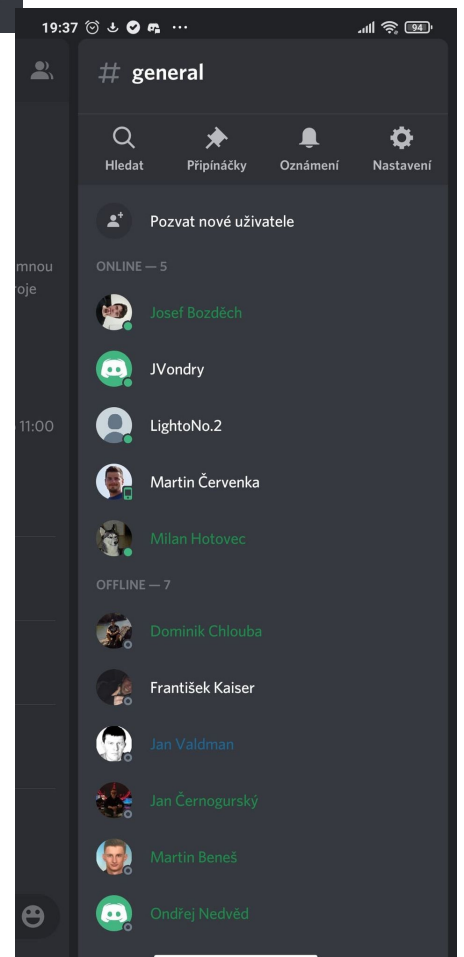 19:37
94
# general
Hledat Připínáčky Oznámení Nastavení
Pozvat nové uživatele
mnou
ONLINE — 5
roje
Josef Bozděch
JVondry
11:00
LightoNo.2
Martin Červenka
Milan Hotovec
OFFLINE — 7
Dominik Chlouba
František Kaiser
Jan Valdman
Jan Černogurský
Martin Beneš
Ondřej Nedvěd